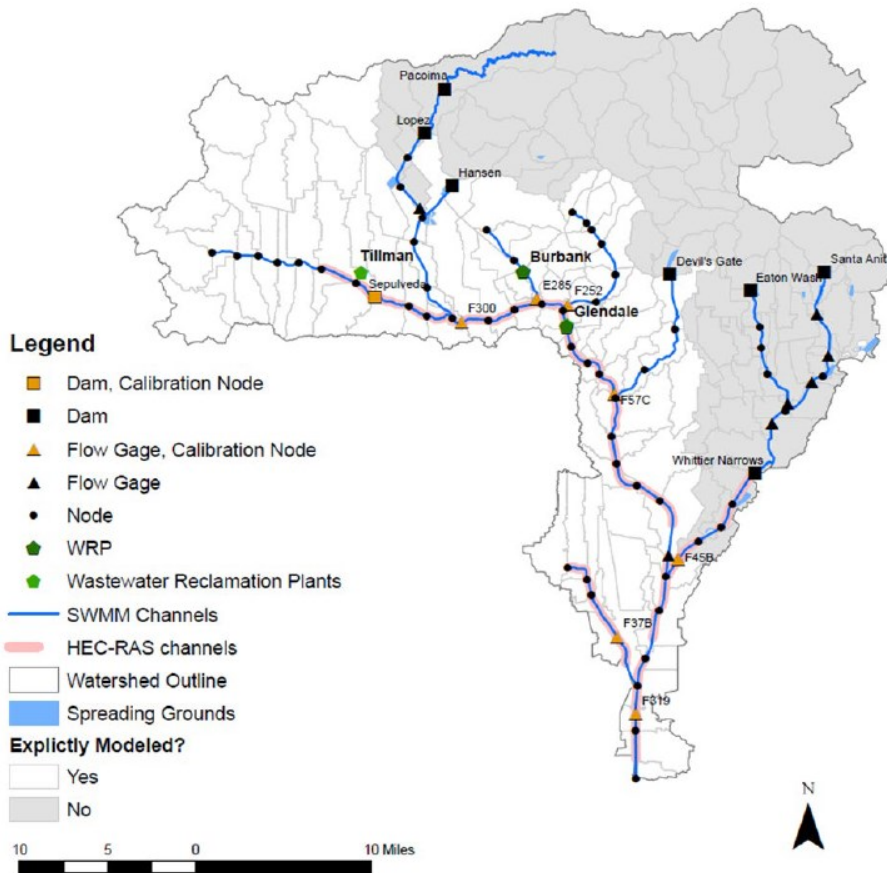 Pacoima
Lopez
Hansen
Tillman
Burbank
Devil's Gate
Santa Anit
Eaton Wash
Sepulveda
E285
F252
F300
Glendale
Legend
Dam, Calibration Node
Dam
Flow Gage, Calibration Node
Flow Gage
Node
WRP
Wastewater Reclamation Plants
SWMM Channels
HEC-RAS channels
Watershed Outline
Spreading Grounds
Explictly Modeled?
Yes
No
F57C
Whittier Narrows
F45B
F37B
F319
N
10 5 0 10 Miles